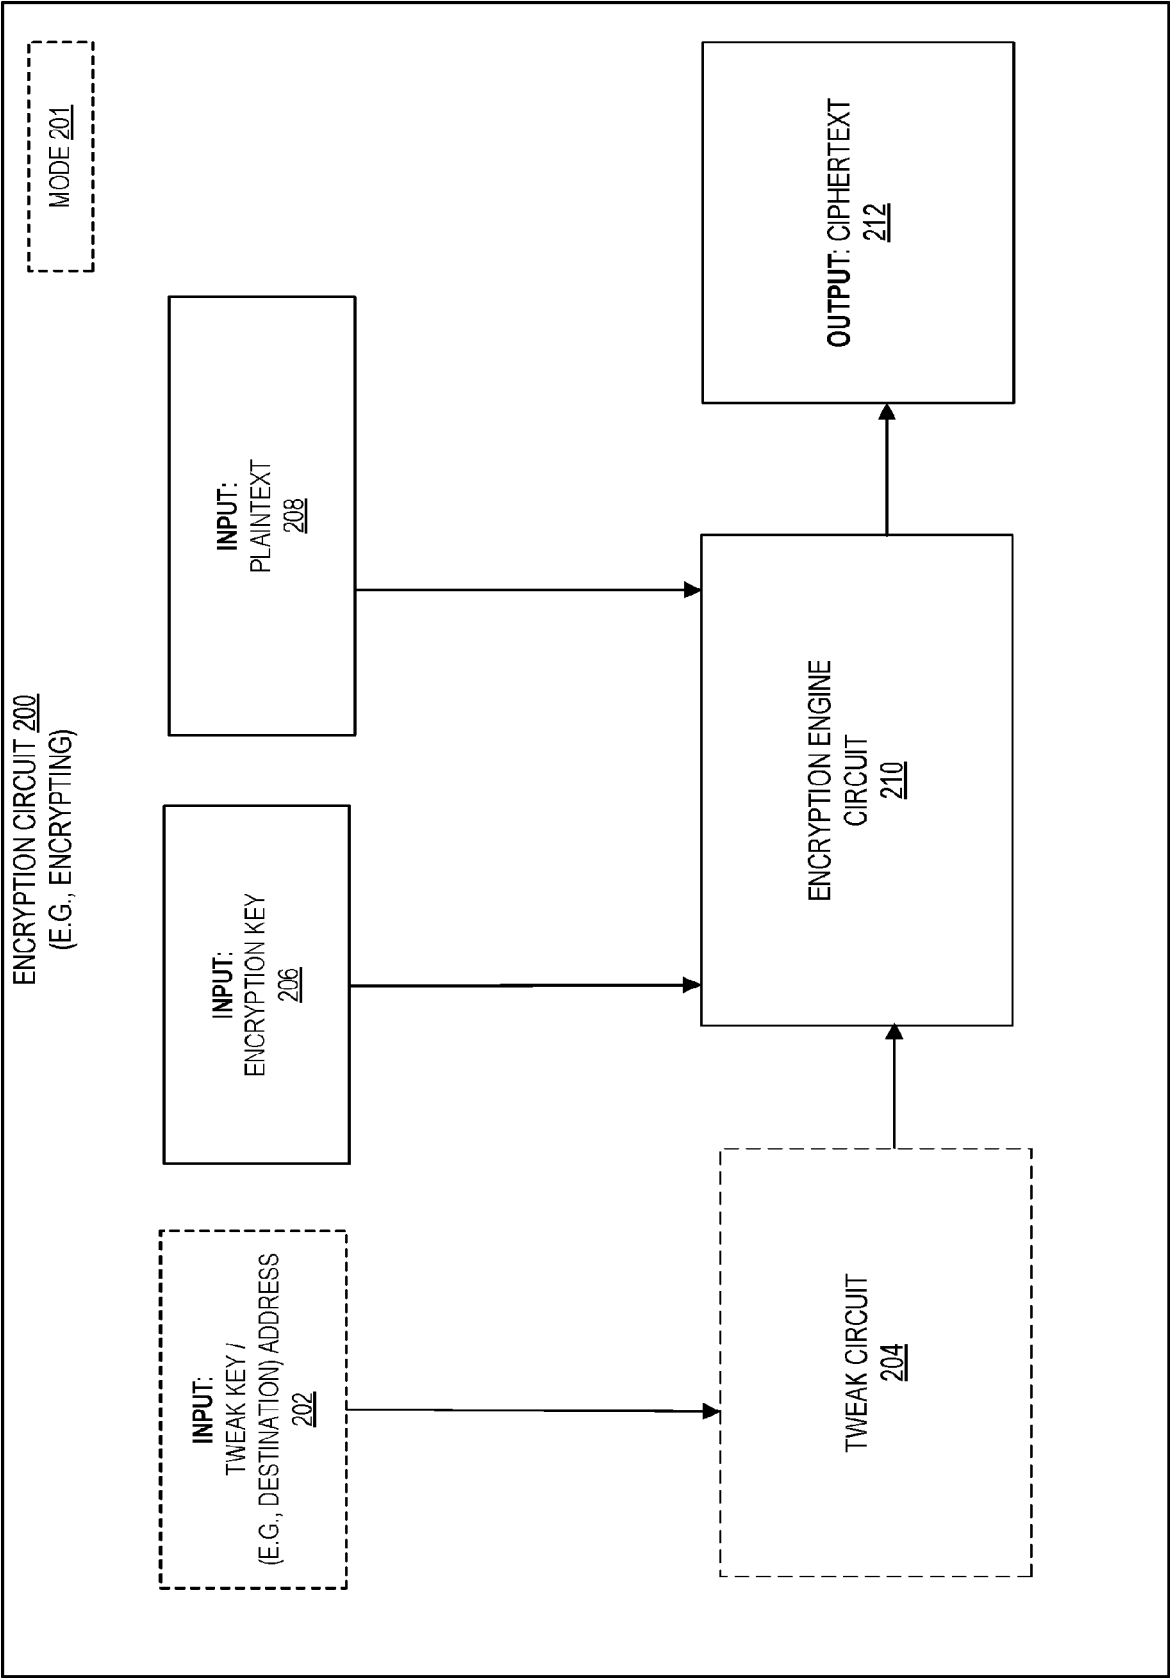 ENCRYPTION CIRCUIT 200
(E.G., ENCRYPTING)
MODE 201
INPUT:
TWEAK KEY /
(E.G., DESTINATION) ADDRESS
202
INPUT:
ENCRYPTION KEY
206
INPUT:
PLAINTEXT
208
TWEAK CIRCUIT
204
ENCRYPTION ENGINE
CIRCUIT
210
OUTPUT: CIPHERTEXT
212